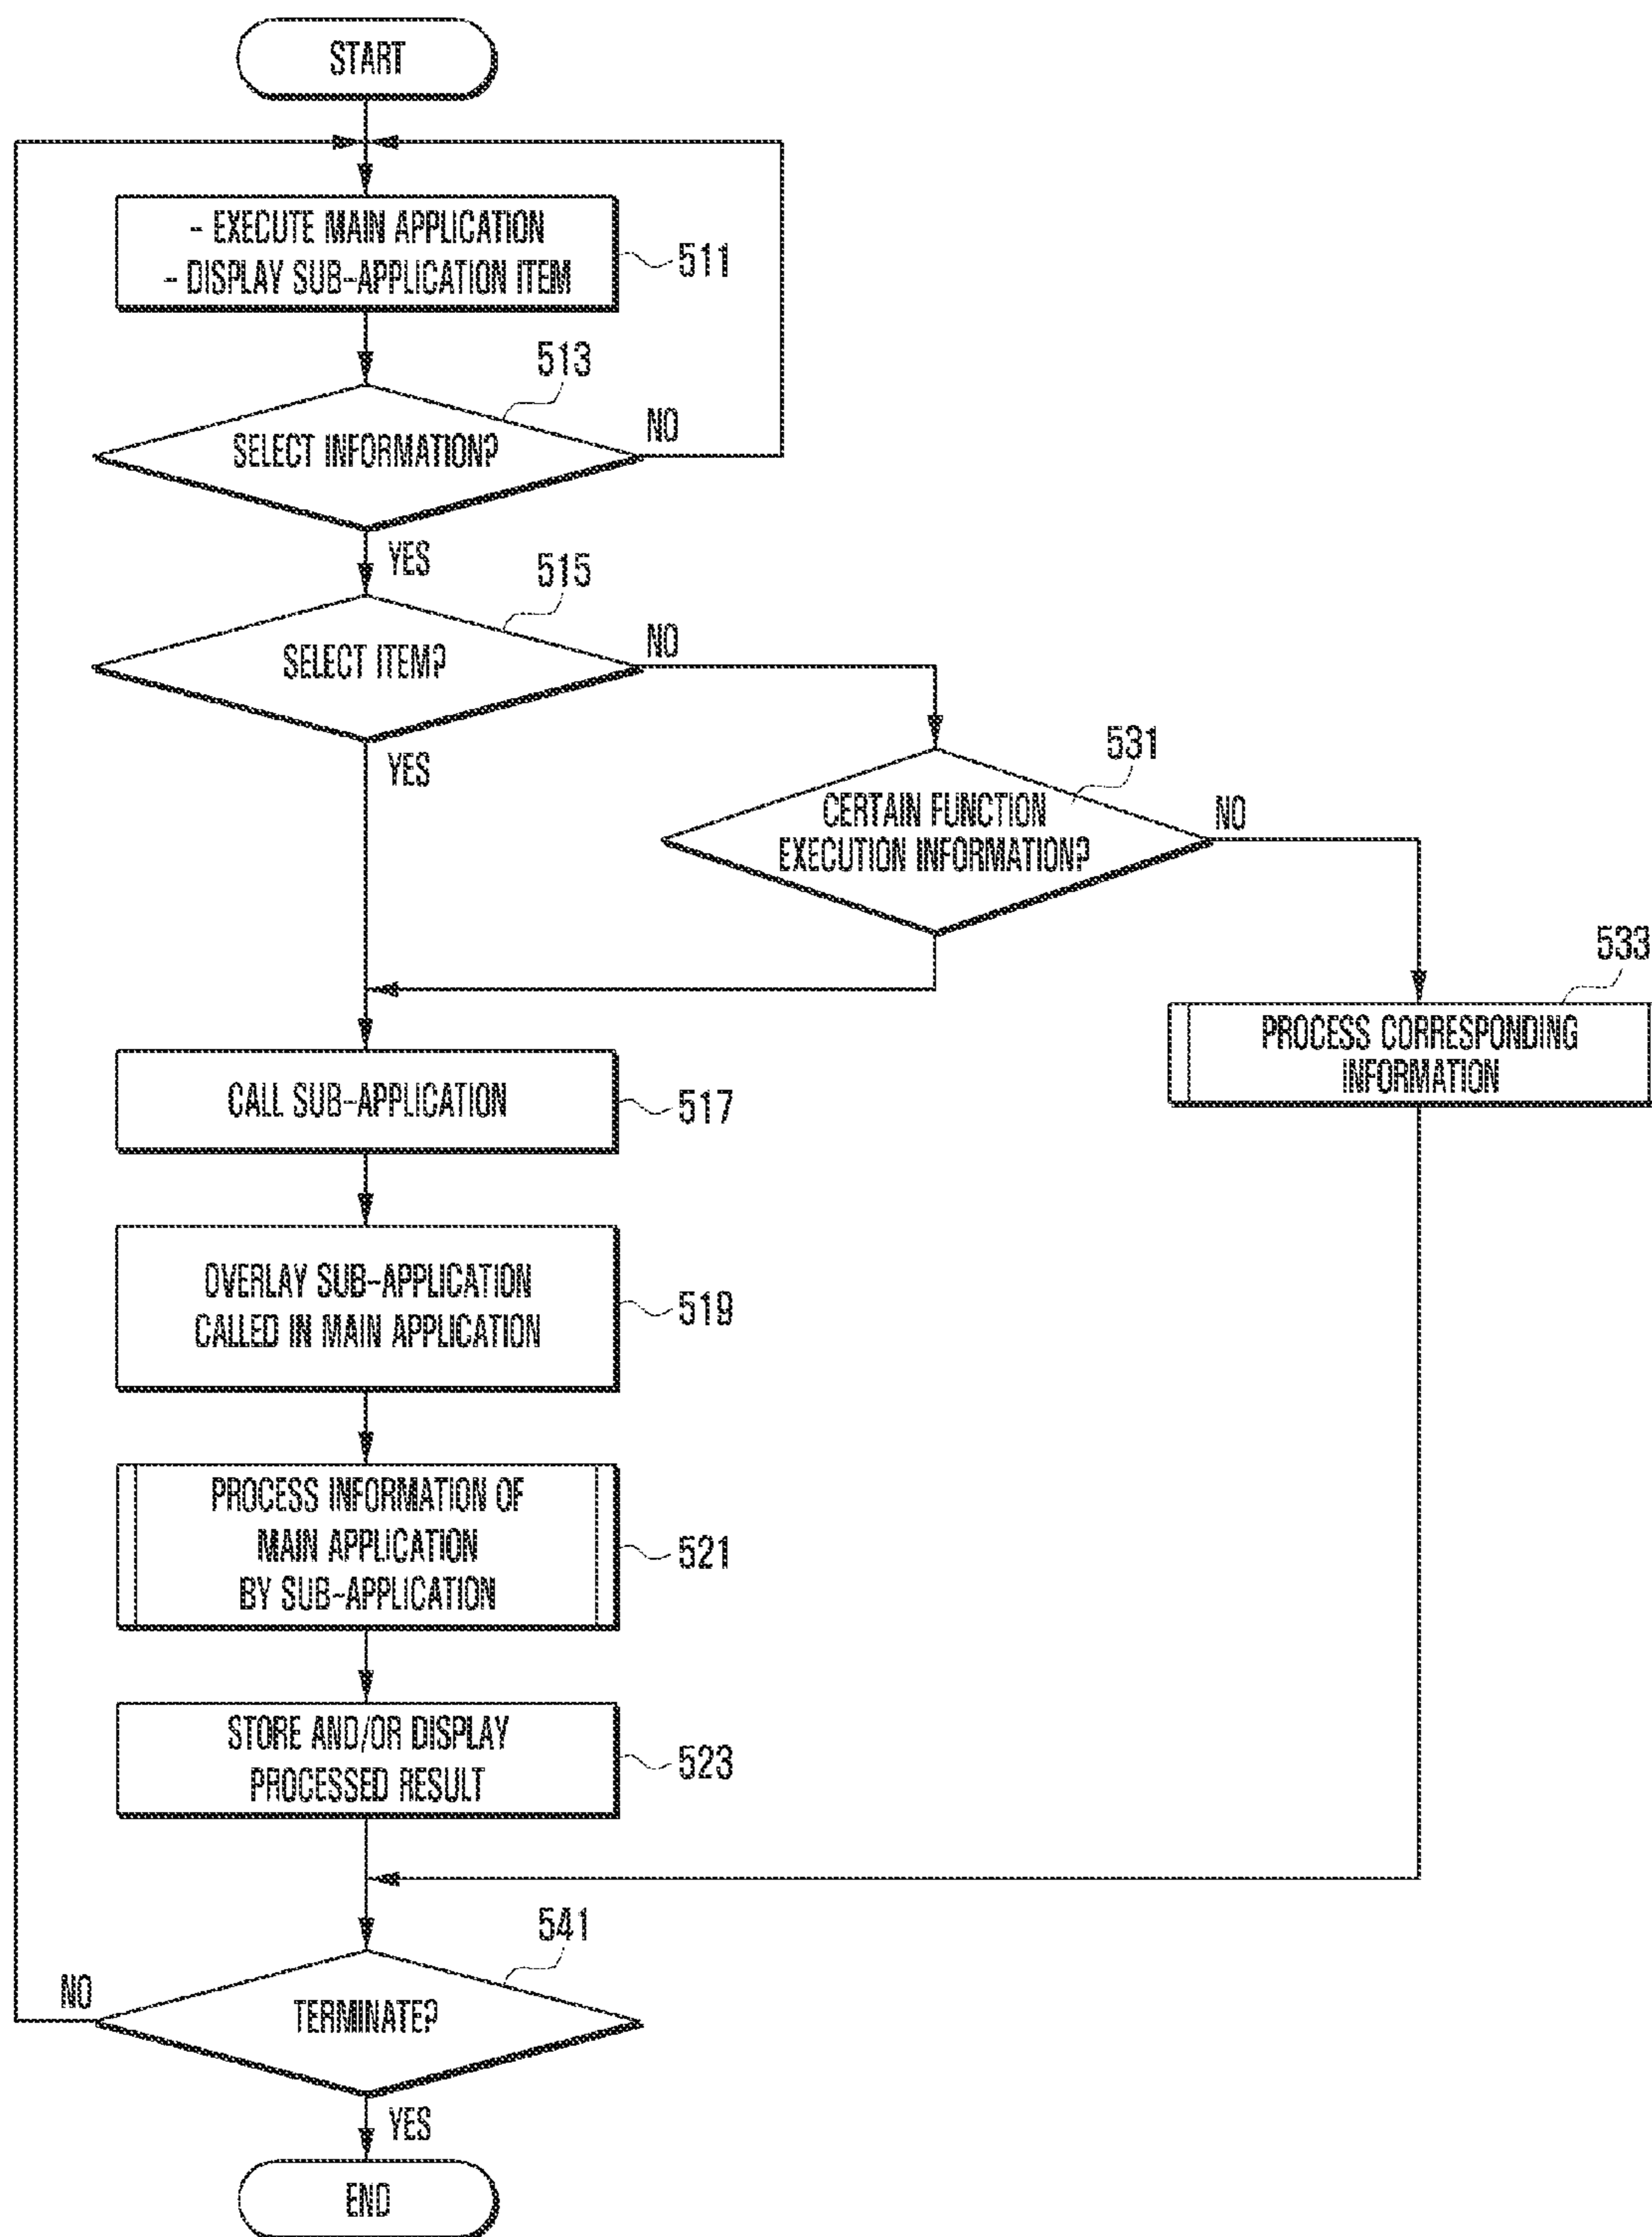 START
- EXECUTE MAIN APPLICATION
- DISPLAY SUB-APPLICATION ITEM
511
513
SELECT INFORMATION?
NO
YES
515
SELECT ITEM?
NO
YES
531
CERTAIN FUNCTION
EXECUTION INFORMATION?
NO
533
PROCESS CORRESPONDING
INFORMATION
CALL SUB-APPLICATION
517
OVERLAY SUB-APPLICATION
CALLED IN MAIN APPLICATION
519
PROCESS INFORMATION OF
MAIN APPLICATION
BY SUB-APPLICATION
521
STORE AND/OR DISPLAY
PROCESSED RESULT
523
541
NO
TERMINATE?
YES
END